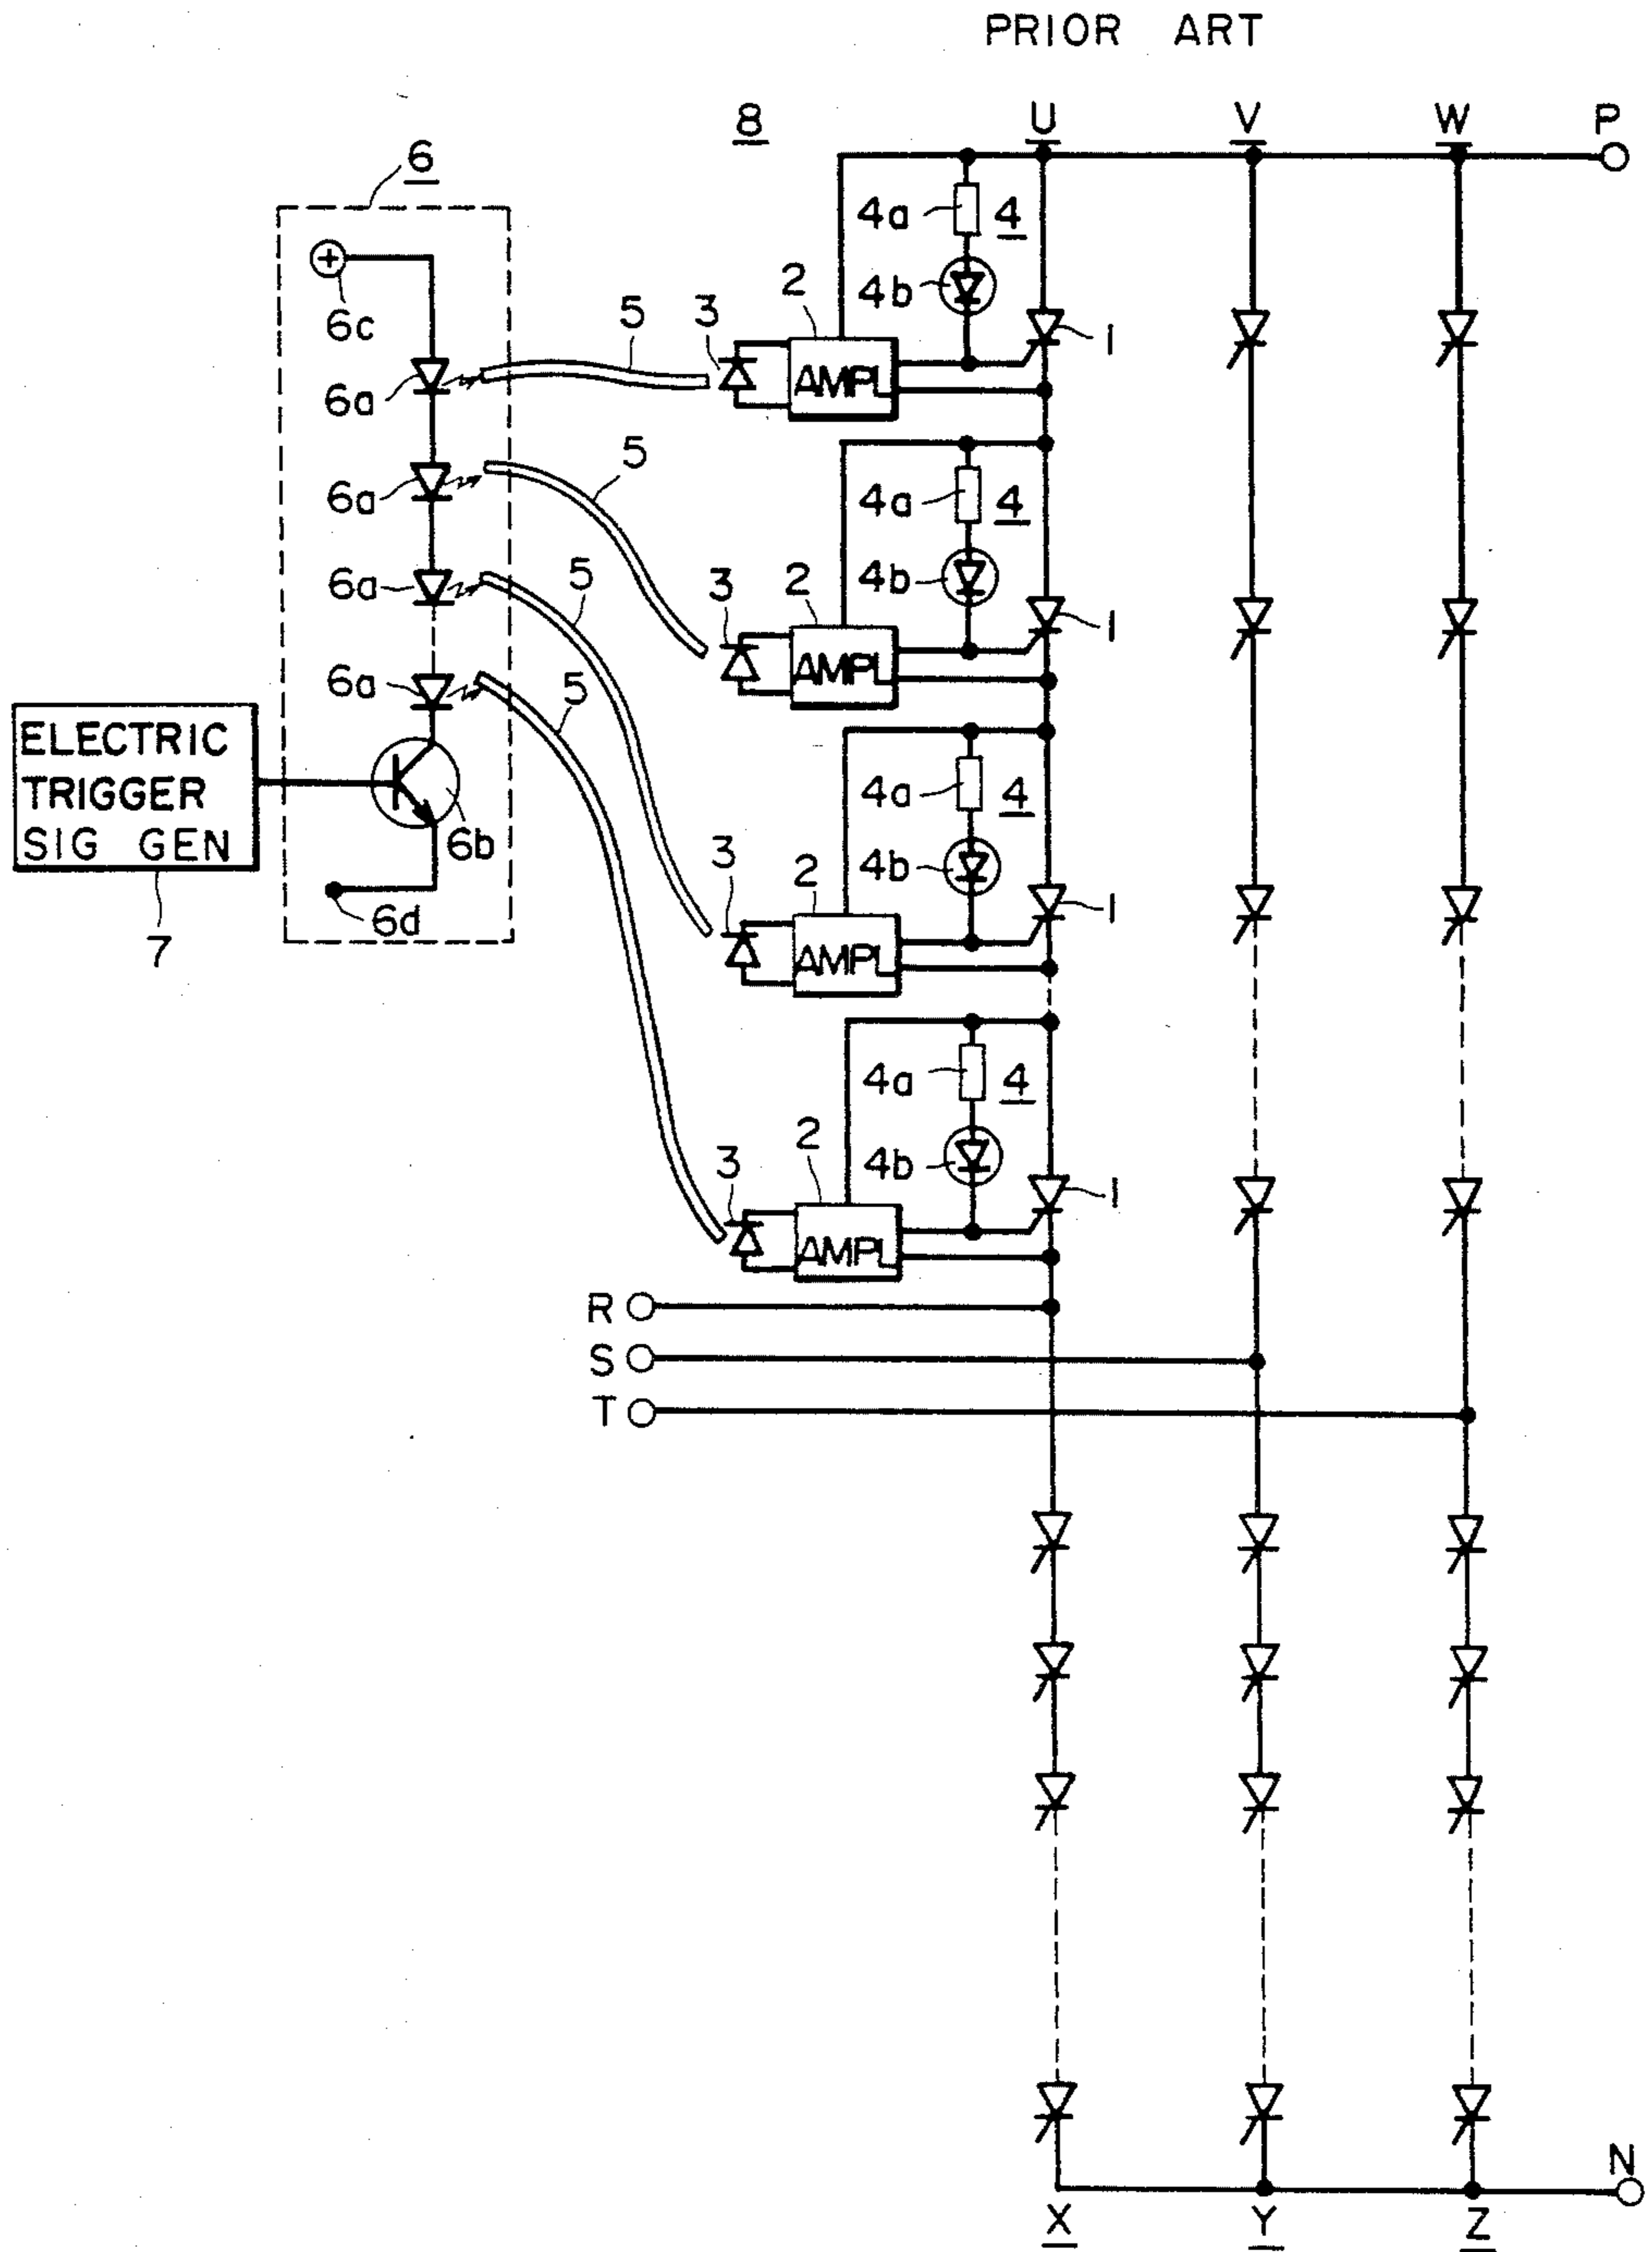 PRIOR ART
8 U V W P
6
4a 4
6c 5 3 2 4b 1
6a AMPL
5 4a 4
6a
3 2 4b 1
6a 5 AMPL
6a 5 4a 4
ELECTRIC
TRIGGER
SIG GEN
6b 3 2 4b 1
6d AMPL
7
4a 4
3 2 4b 1
AMPL
R
S
T
N
X Y Z